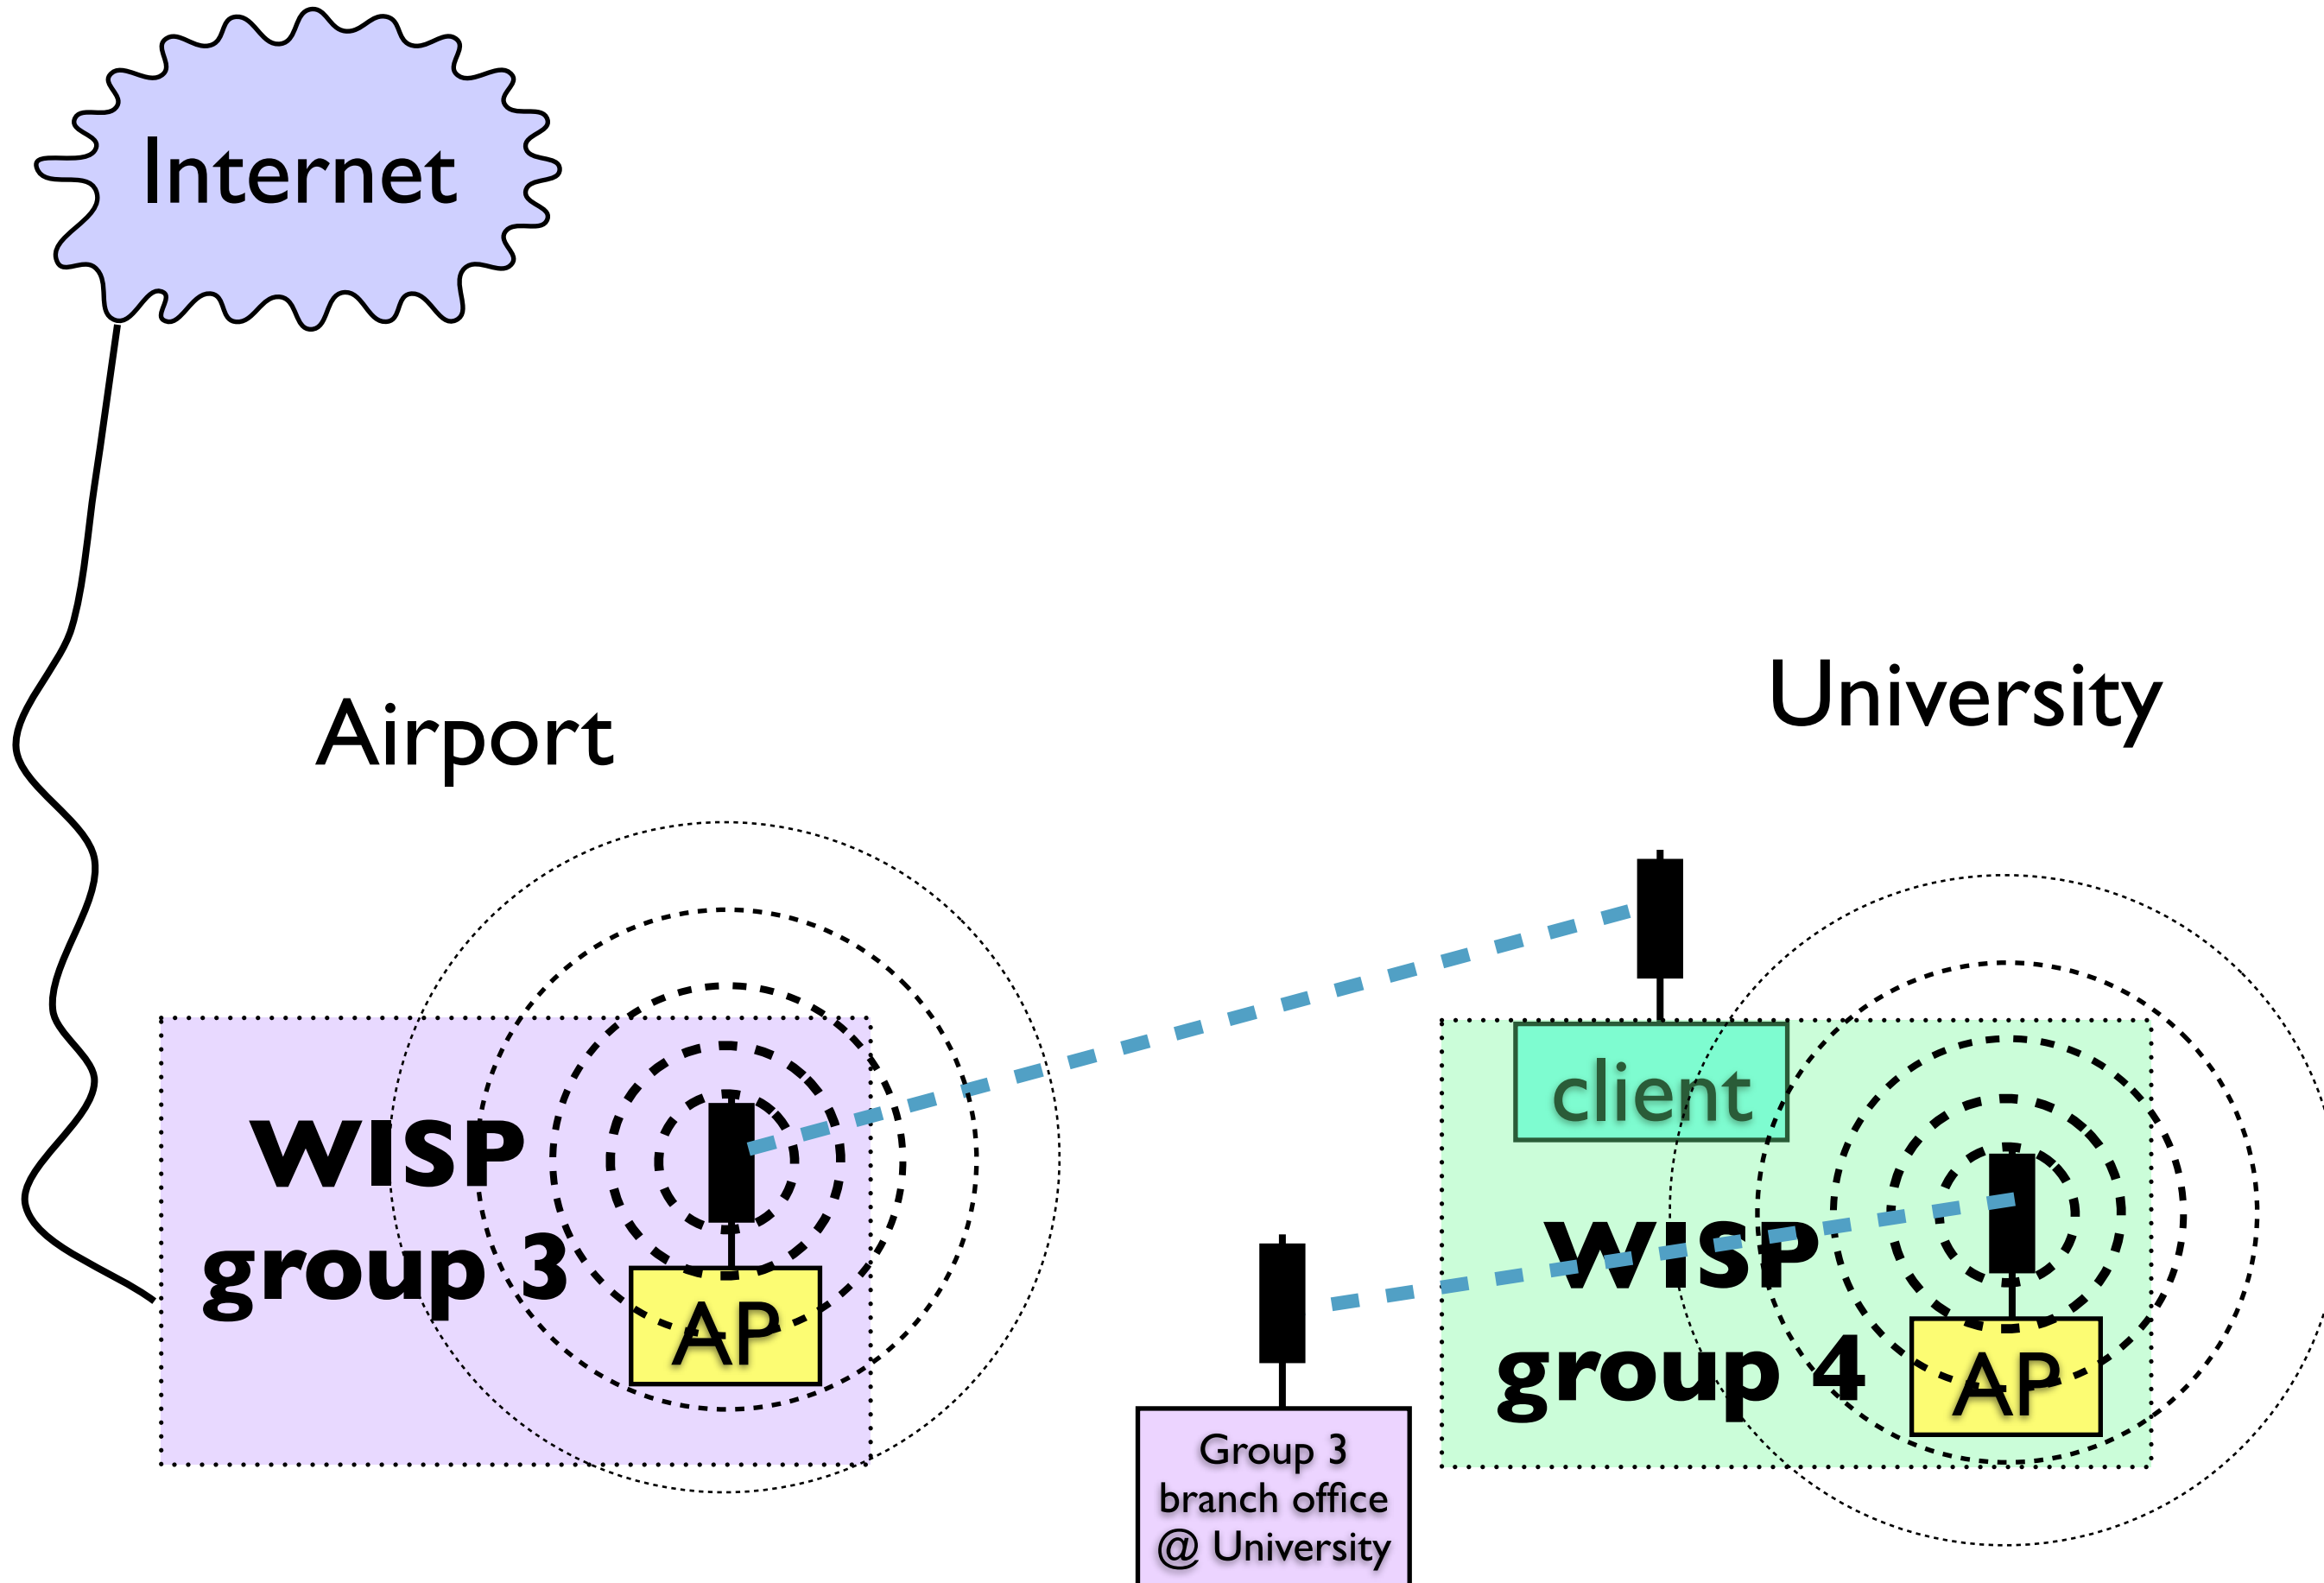 Internet
Airport
University
WISP
group 3
AP
client
WISP
group 4
AP
Group 3
branch office
@ University